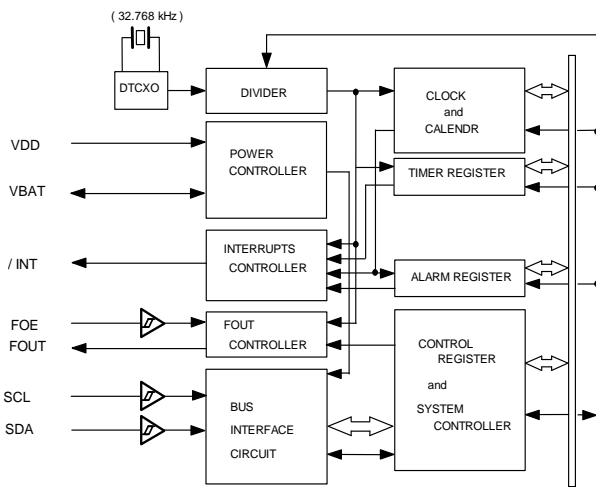 ( 32.768 kHz)
DTCXO
DIVIDER
CLOCK
and
CALENDR
VDD
POWER
CONTROLLER
VBAT
TIMER REGISTER
/ INT
INTERRUPTS
CONTROLLER
ALARM REGISTER
FOE
FOUT
FOUT
CONTROLLER
CONTROL
REGISTER
and
SYSTEM
CONTROLLER
SCL
SDA
BUS
INTERFACE
CIRCUIT